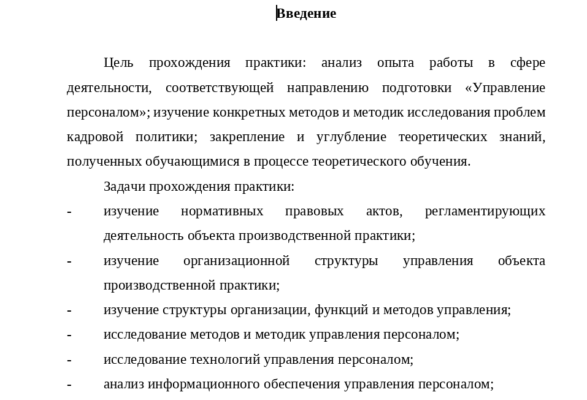 Введение
Цель прохождения практики: анализ опыта работы в сфере
деятельности, соответствующей направлению подготовки «Управление
персоналом»; изучение конкретных методов и методик исследования проблем
кадровой политики; закрепление и углубление теоретических знаний,
полученных обучающимися в процессе теоретического обучения.
Задачи прохождения практики:
- изучение нормативных правовых актов, регламентирующих
деятельность объекта производственной практики;
- изучение организационной структуры управления объекта
производственной практики;
- изучение структуры организации, функций и методов управления;
- исследование методов и методик управления персоналом;
- исследование технологий управления персоналом;
- анализ информационного обеспечения управления персоналом;